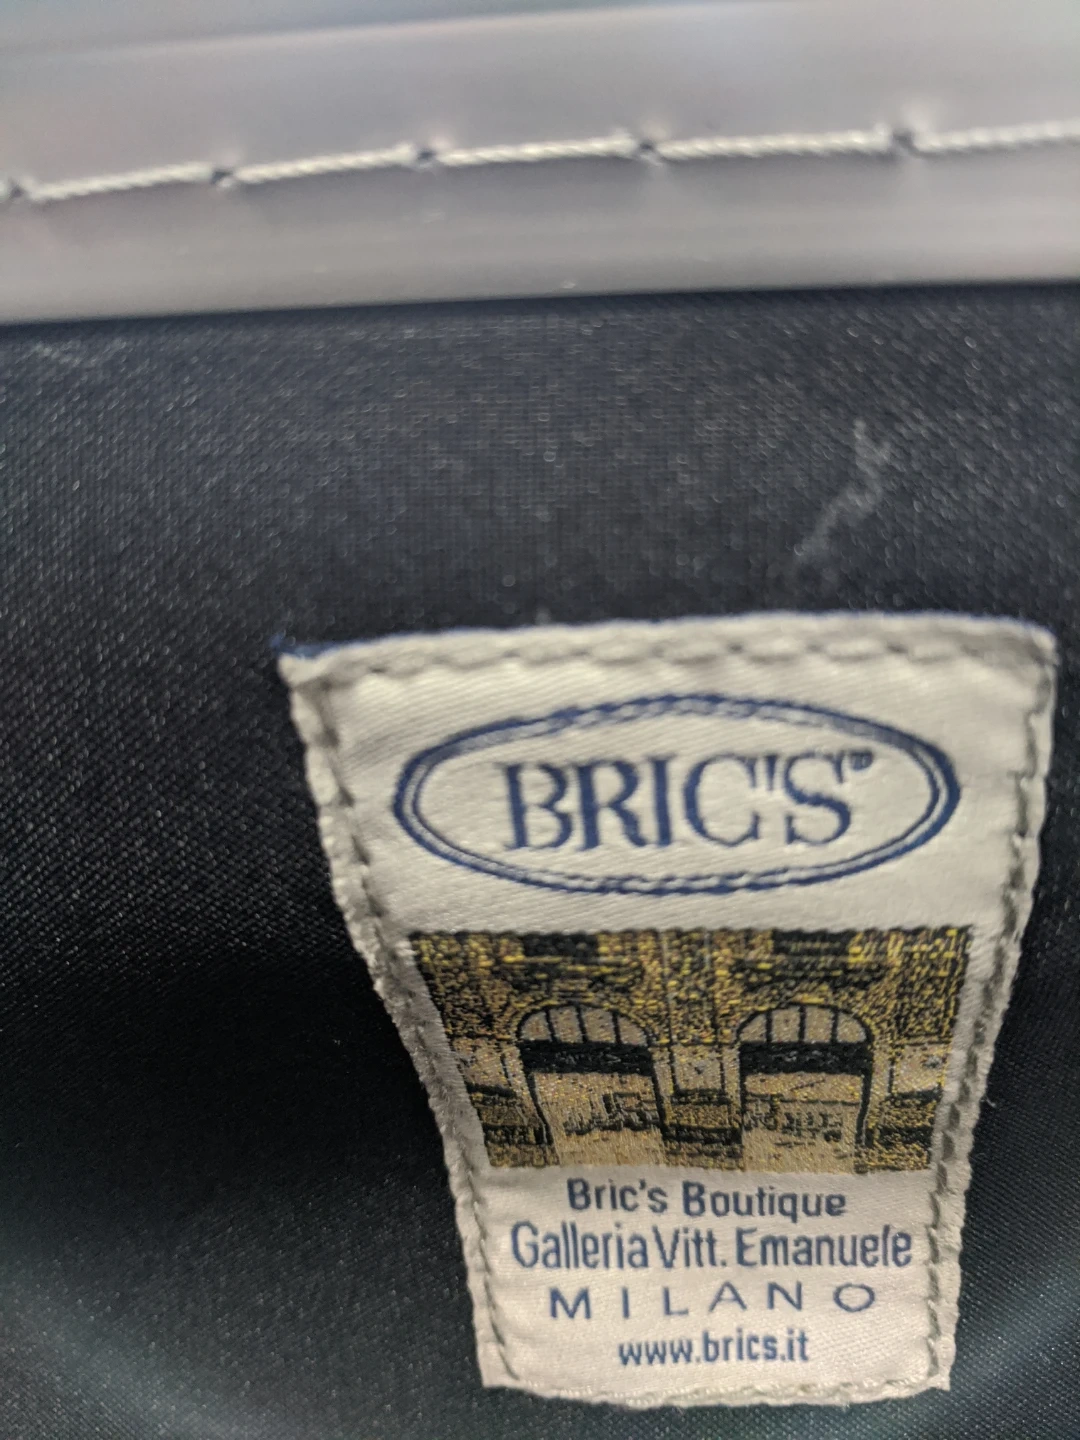 BRIC'S®
Bric's Boutique
Galleria Vitt. Emanuele
MILANO
www.brics.it